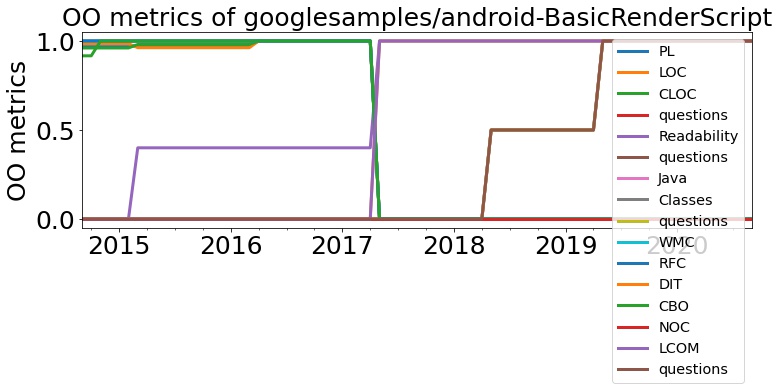 OO metrics of googlesamples/android-BasicRenderScript
OO metrics
1.0
0.5
0.0
2015
2016
2017
2018
2019
2020
PL
LOC
CLOC
questions
Readability
questions
Java
Classes
questions
WMC
RFC
DIT
CBO
NOC
LCOM
questions